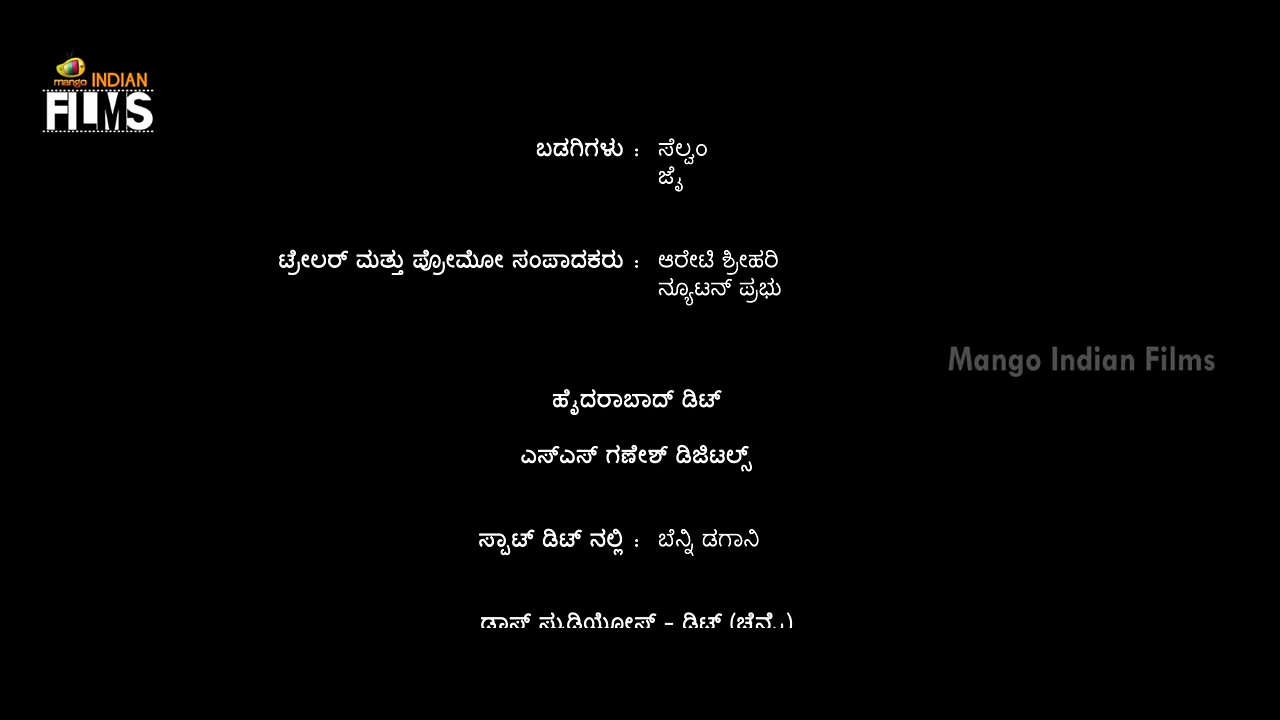 mango INDIAN
FILMS
ಬಡಗಿಗಳು : ಸೆಲ್ವಂ
ಜೈ
ಟ್ರೇಲರ್ ಮತ್ತು ಪ್ರೋಮೋ ಸಂಪಾದಕರು : ಆರೇಟಿ ಶ್ರೀಹರಿ
ನ್ಯೂಟನ್ ಪ್ರಭು
Mango Indian Films
ಹೈದರಾಬಾದ್ ಡಿಟ್
ಎಸ್ಎಸ್ ಗಣೇಶ್ ಡಿಜಿಟಲ್ಸ್
ಸ್ಪಾಟ್ ಡಿಟ್ ನಲ್ಲಿ : ಬೆನ್ನಿ ಡಗಾನಿ
ಡಾಸ್ ಸ್ಟುಡಿಯೋಸ್ - ಡಿಟ್ (ಚೆನ್ನೈ)